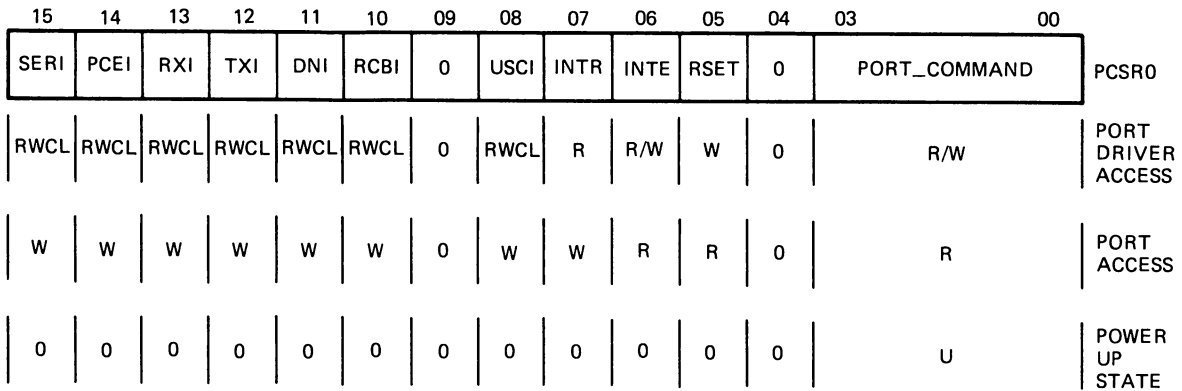 15 14 13 12 11 10 09 08 07 06 05 04 03 00
SERI PCEI RXI TXI DNI RCBI 0 USCI INTR INTE RSET 0 PORT_COMMAND PCSR0
RWCL RWCL RWCL RWCL RWCL RWCL 0 RWCL R R/W W 0 R/W PORT DRIVER ACCESS
W W W W W W 0 W W R R 0 R PORT ACCESS
0 0 0 0 0 0 0 0 0 0 0 0 U POWER UP STATE